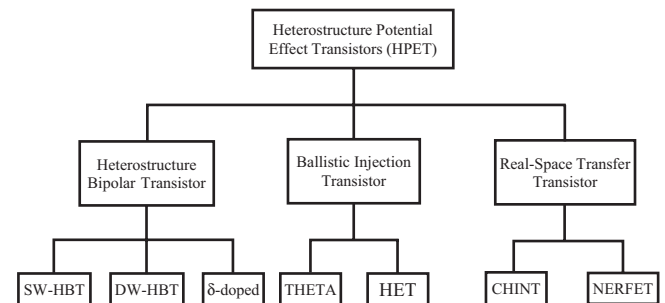 Heterostructure Potential
Effect Transistors (HPET)
Heterostructure
Bipolar Transistor
Ballistic Injection
Transistor
Real-Space Transfer
Transistor
SW-HBT
DW-HBT
δ-doped
THETA
HET
CHINT
NERFET